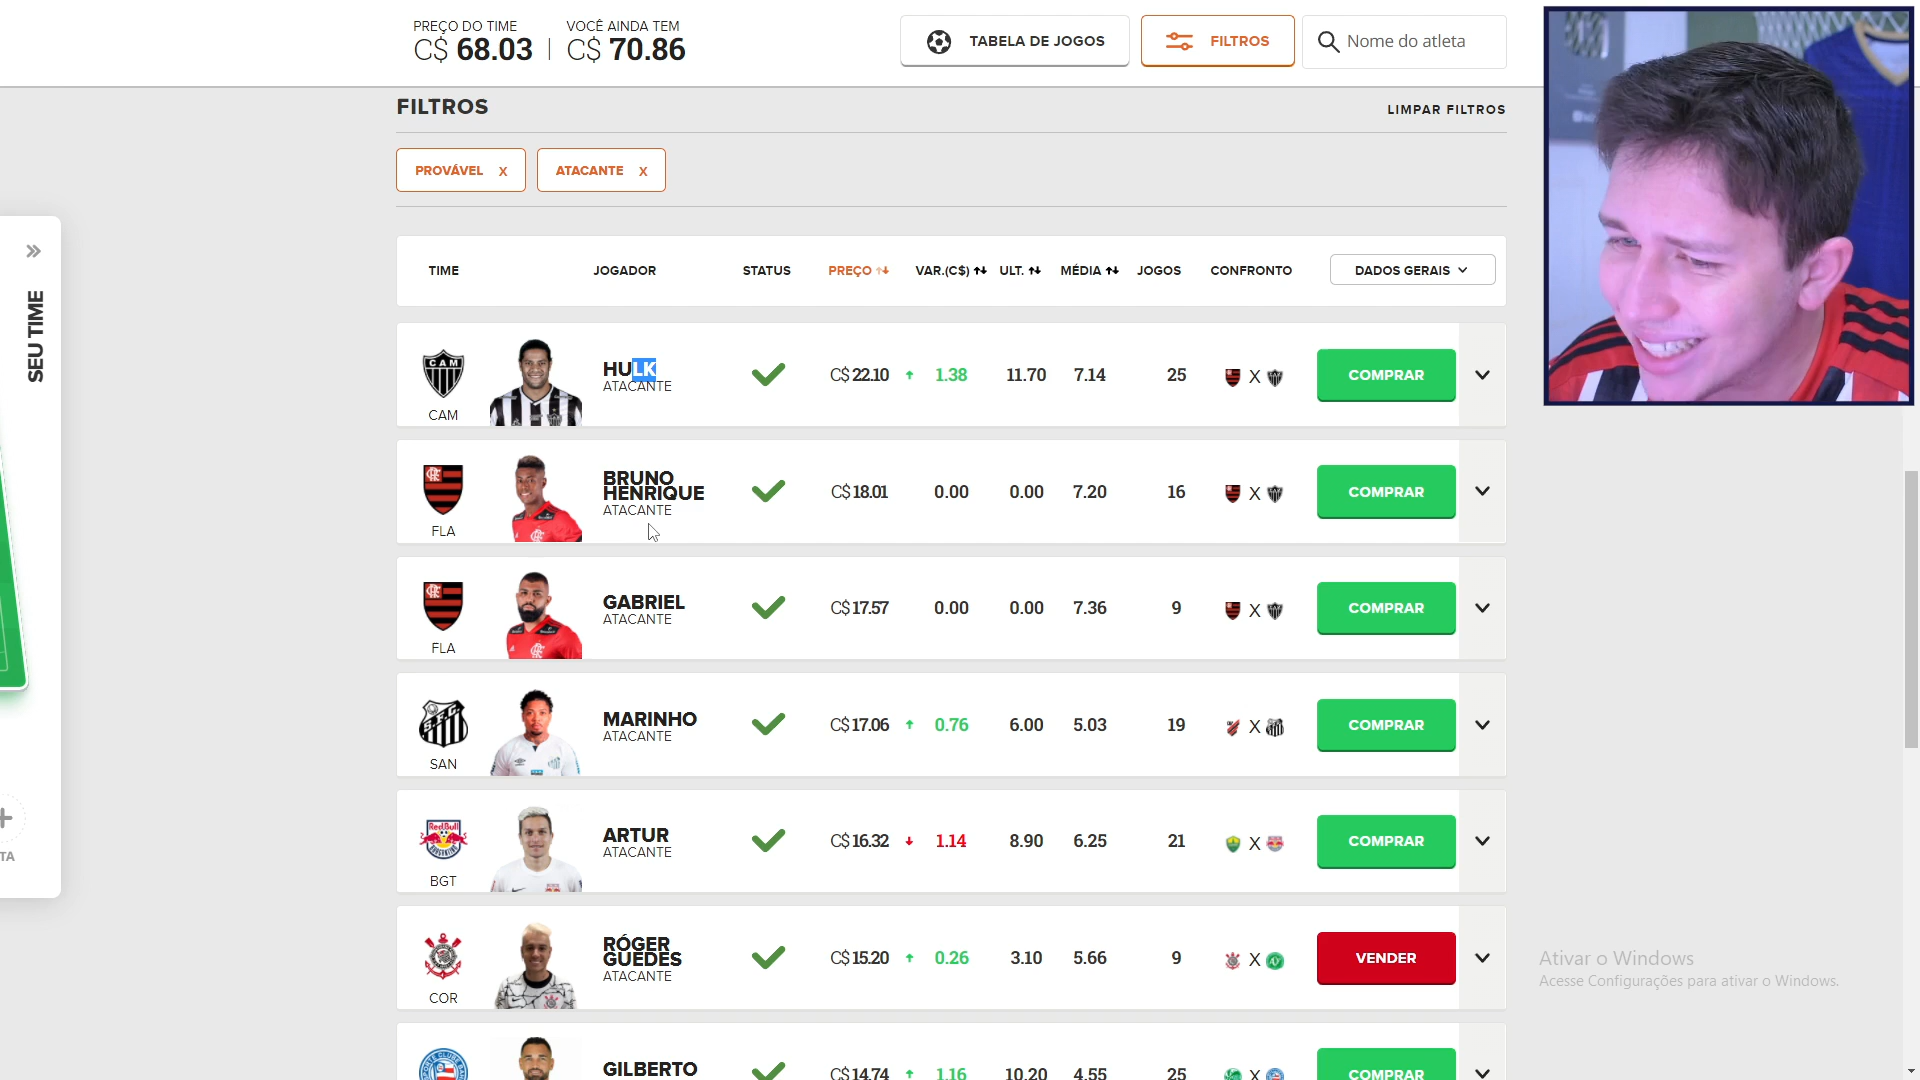 PREÇO DO TIME
C$ 68.03
VOCÊ AINDA TEM
C$ 70.86
TABELA DE JOGOS
FILTROS
Nome do atleta
FILTROS
LIMPAR FILTROS
PROVÁVEL X
ATACANTE X
SEU TIME
TIME JOGADOR STATUS PREÇO VAR.(C$) ULT. MÉDIA JOGOS CONFRONTO DADOS GERAIS
CAM
HULK
ATACANTE
C$ 22.10 1.38 11.70 7.14 25 X COMPRAR
FLA
BRUNO
HENRIQUE
ATACANTE
C$ 18.01 0.00 0.00 7.20 16 X COMPRAR
FLA
GABRIEL
ATACANTE
C$ 17.57 0.00 0.00 7.36 9 X COMPRAR
SAN
MARINHO
ATACANTE
C$ 17.06 0.76 6.00 5.03 19 X COMPRAR
BGT
ARTUR
ATACANTE
C$ 16.32 1.14 8.90 6.25 21 X COMPRAR
COR
RÓGER
GUEDES
ATACANTE
C$ 15.20 0.26 3.10 5.66 9 X VENDER
GILBERTO
C$ 14.74 1.16 10.20 4.55 25 X COMPRAR
TA
Ativar o Windows
Acesse Configurações para ativar o Windows.